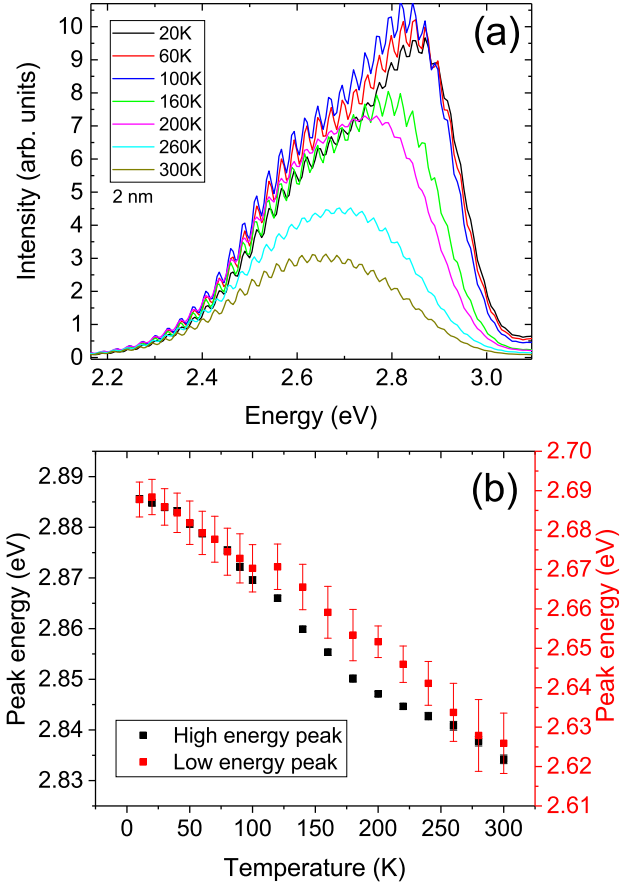 (a)
10
9
8
7
6
5
4
3
2
1
0
Intensity (arb. units)
20K
60K
100K
160K
200K
260K
300K
2 nm
2.2 2.4 2.6 2.8 3.0
Energy (eV)
(b)
2.89
2.88
2.87
2.86
2.85
2.84
2.83
Peak energy (eV)
2.70
2.69
2.68
2.67
2.66
2.65
2.64
2.63
2.62
2.61
Peak energy (eV)
High energy peak
Low energy peak
0 50 100 150 200 250 300
Temperature (K)